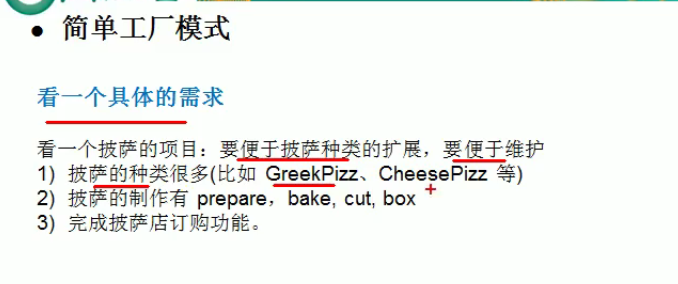 ● 简单工厂模式
看一个具体的需求
看一个披萨的项目：要便于披萨种类的扩展，要便于维护
1) 披萨的种类很多(比如 GreekPizz、CheesePizz 等)
2) 披萨的制作有 prepare，bake, cut, box
3) 完成披萨店订购功能。